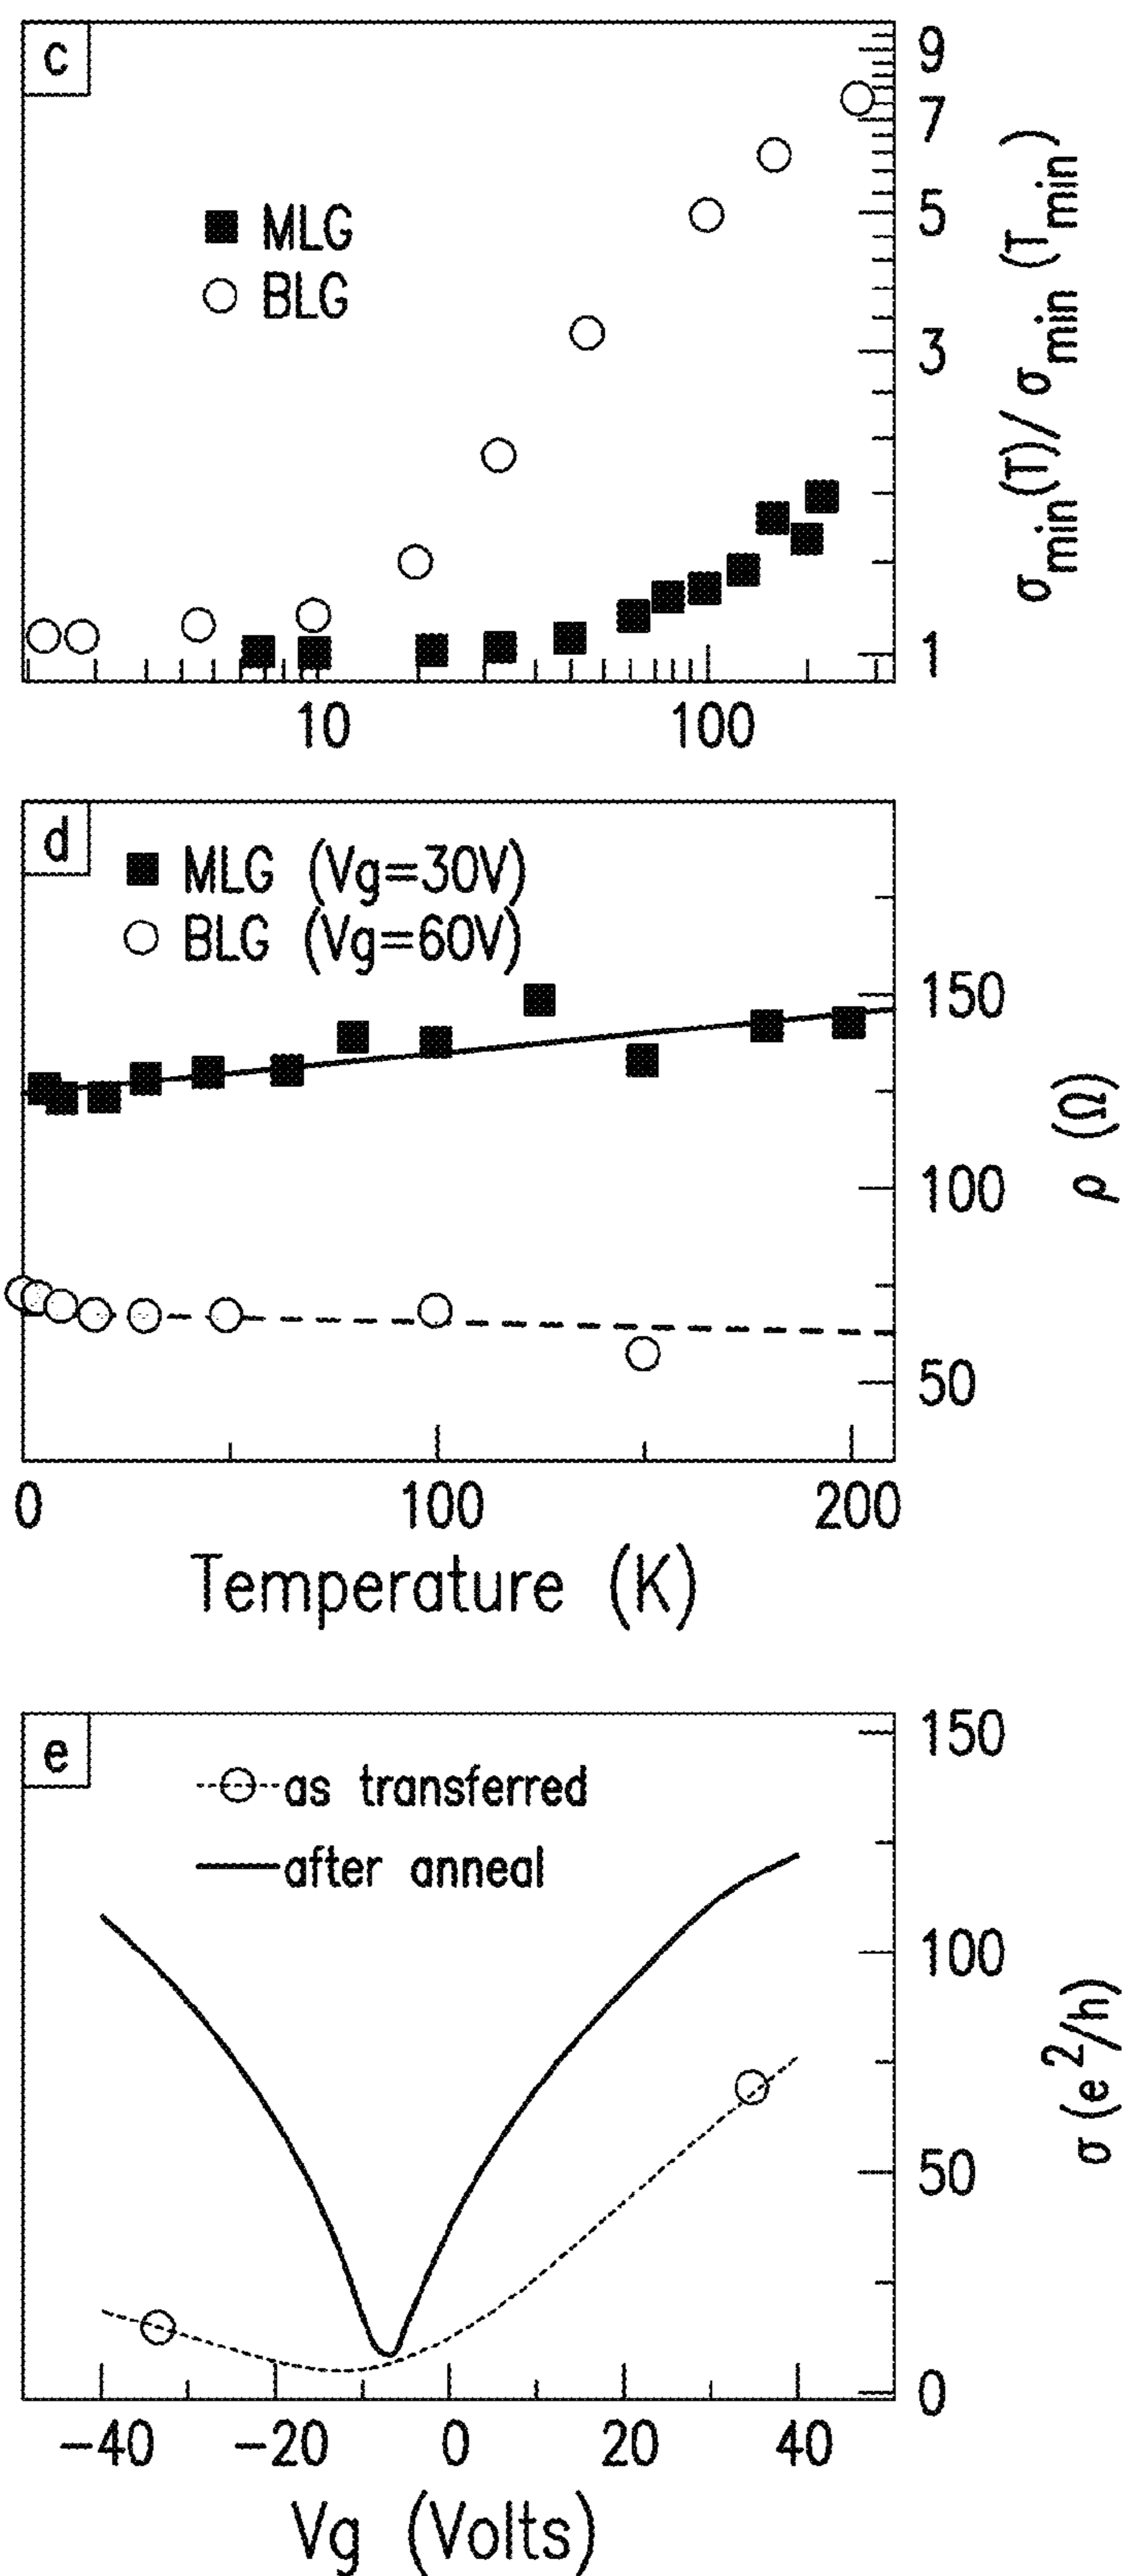 c
9
7
5
3
1
MLG
BLG
σmin(T)/ σmin (Tmin)
10 100
d
MLG (Vg=30V)
BLG (Vg=60V)
150
100
50
ρ (Ω)
0 100 200
Temperature (K)
e
as transferred
after anneal
150
100
50
0
σ (e²/h)
−40 −20 0 20 40
Vg (Volts)